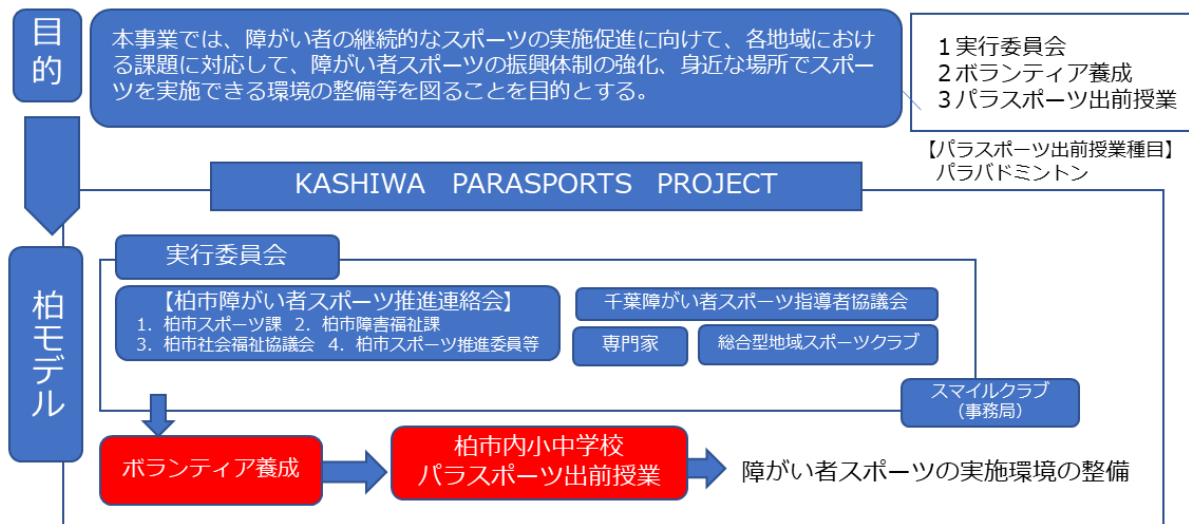 目的
本事業では、障がい者の継続的なスポーツの実施促進に向けて、各地域におけ
る課題に対応して、障がい者スポーツの振興体制の強化、身近な場所でスポー
ツを実施できる環境の整備等を図ることを目的とする。
1実行委員会
2ボランティア養成
3パラスポーツ出前授業
【パラスポーツ出前授業種目】
パラバドミントン
KASHIWA PARASPORTS PROJECT
柏モデル
実行委員会
【柏市障がい者スポーツ推進連絡会】
1. 柏市スポーツ課 2. 柏市障害福祉課
3. 柏市社会福祉協議会 4. 柏市スポーツ推進委員等
千葉障がい者スポーツ指導者協議会
専門家
総合型地域スポーツクラブ
スマイルクラブ
(事務局)
ボランティア養成
柏市内小中学校
パラスポーツ出前授業
障がい者スポーツの実施環境の整備